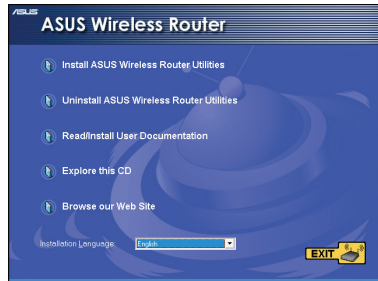 ASUS
ASUS Wireless Router
Install ASUS Wireless Router Utilities
Uninstall ASUS Wireless Router Utilities
Read/Install User Documentation
Explore this CD
Browse our Web Site
Installation Language: English
EXIT